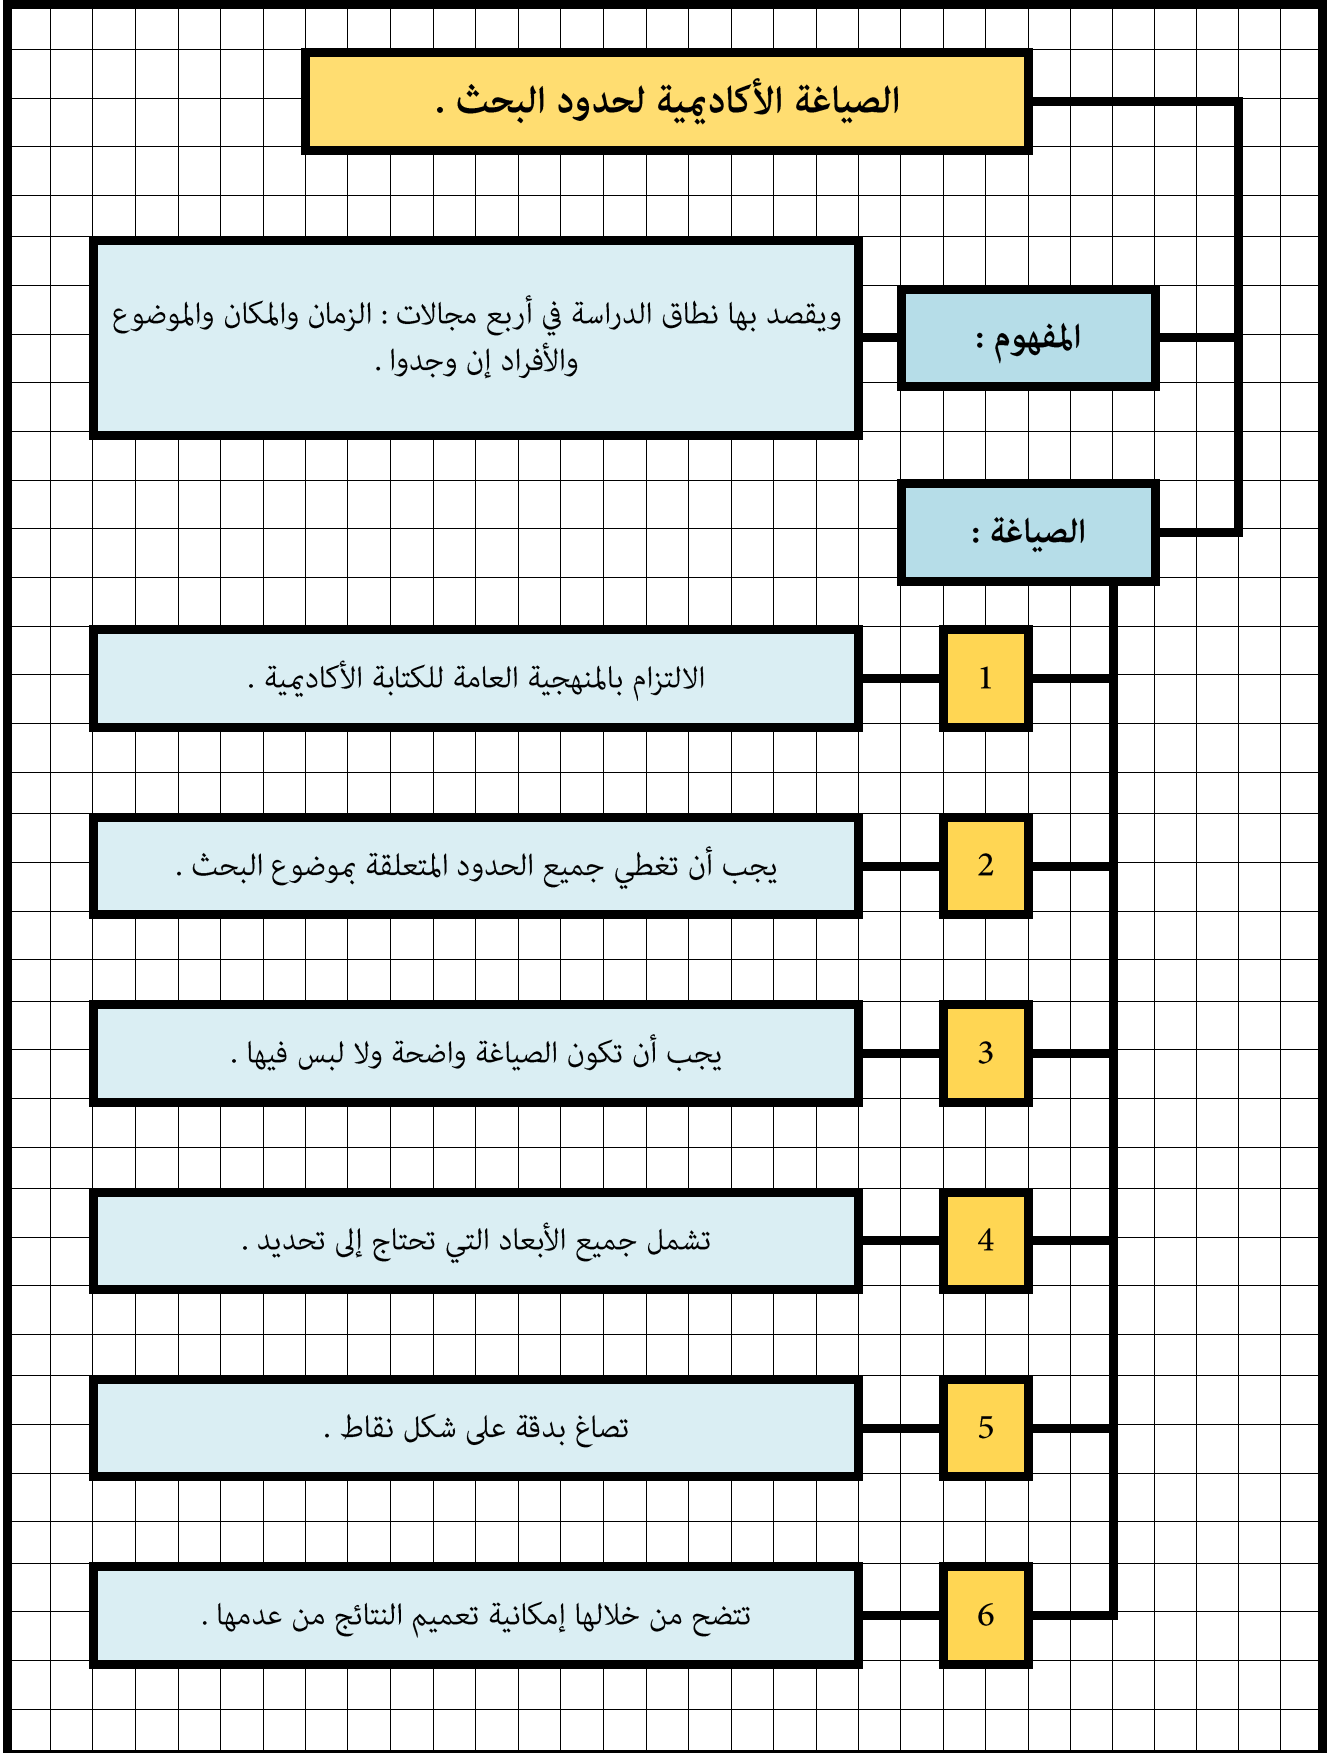 الصياغة الأكاديمية لحدود البحث .
المفهوم :
ويقصد بها نطاق الدراسة في أربع مجالات : الزمان والمكان والموضوع
والأفراد إن وجدوا .
الصياغة :
1
الالتزام بالمنهجية العامة للكتابة الأكاديمية .
2
يجب أن تغطي جميع الحدود المتعلقة بموضوع البحث .
3
يجب أن تكون الصياغة واضحة ولا لبس فيها .
4
تشمل جميع الأبعاد التي تحتاج إلى تحديد .
5
تصاغ بدقة على شكل نقاط .
6
تتضح من خلالها إمكانية تعميم النتائج من عدمها .